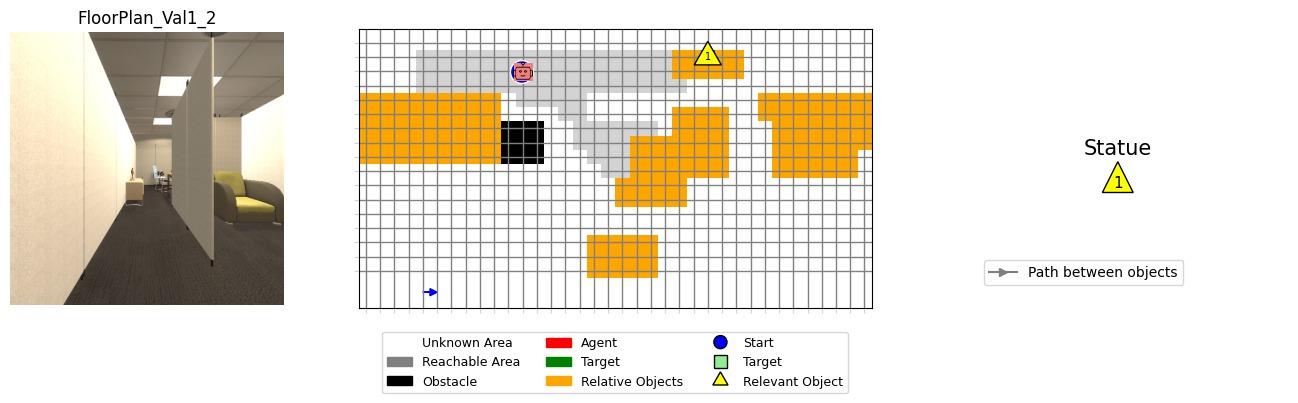 FloorPlan_Val1_2
1
Statue
1
Path between objects
Unknown Area
Reachable Area
Obstacle
Agent
Target
Relative Objects
Start
Target
Relevant Object